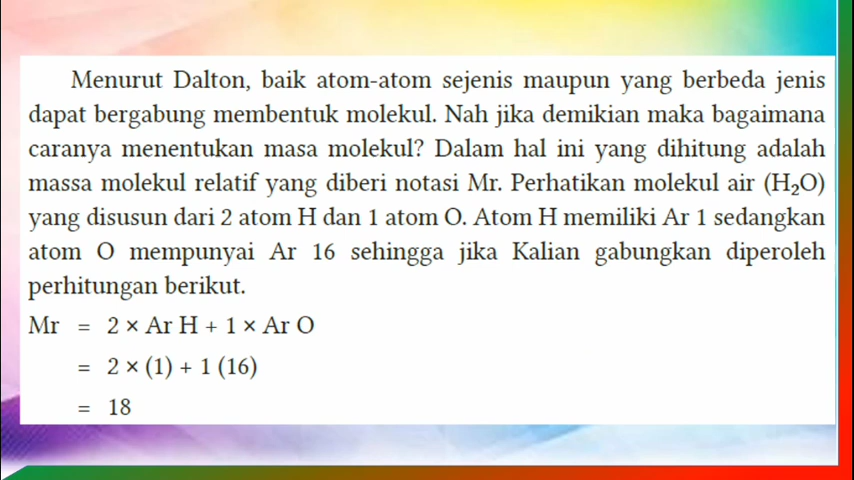 Menurut Dalton, baik atom-atom sejenis maupun yang berbeda jenis
dapat bergabung membentuk molekul. Nah jika demikian maka bagaimana
caranya menentukan masa molekul? Dalam hal ini yang dihitung adalah
massa molekul relatif yang diberi notasi Mr. Perhatikan molekul air (H₂O)
yang disusun dari 2 atom H dan 1 atom O. Atom H memiliki Ar 1 sedangkan
atom O mempunyai Ar 16 sehingga jika Kalian gabungkan diperoleh
perhitungan berikut.
Mr = 2 × Ar H + 1 × Ar O
= 2 × (1) + 1 (16)
= 18